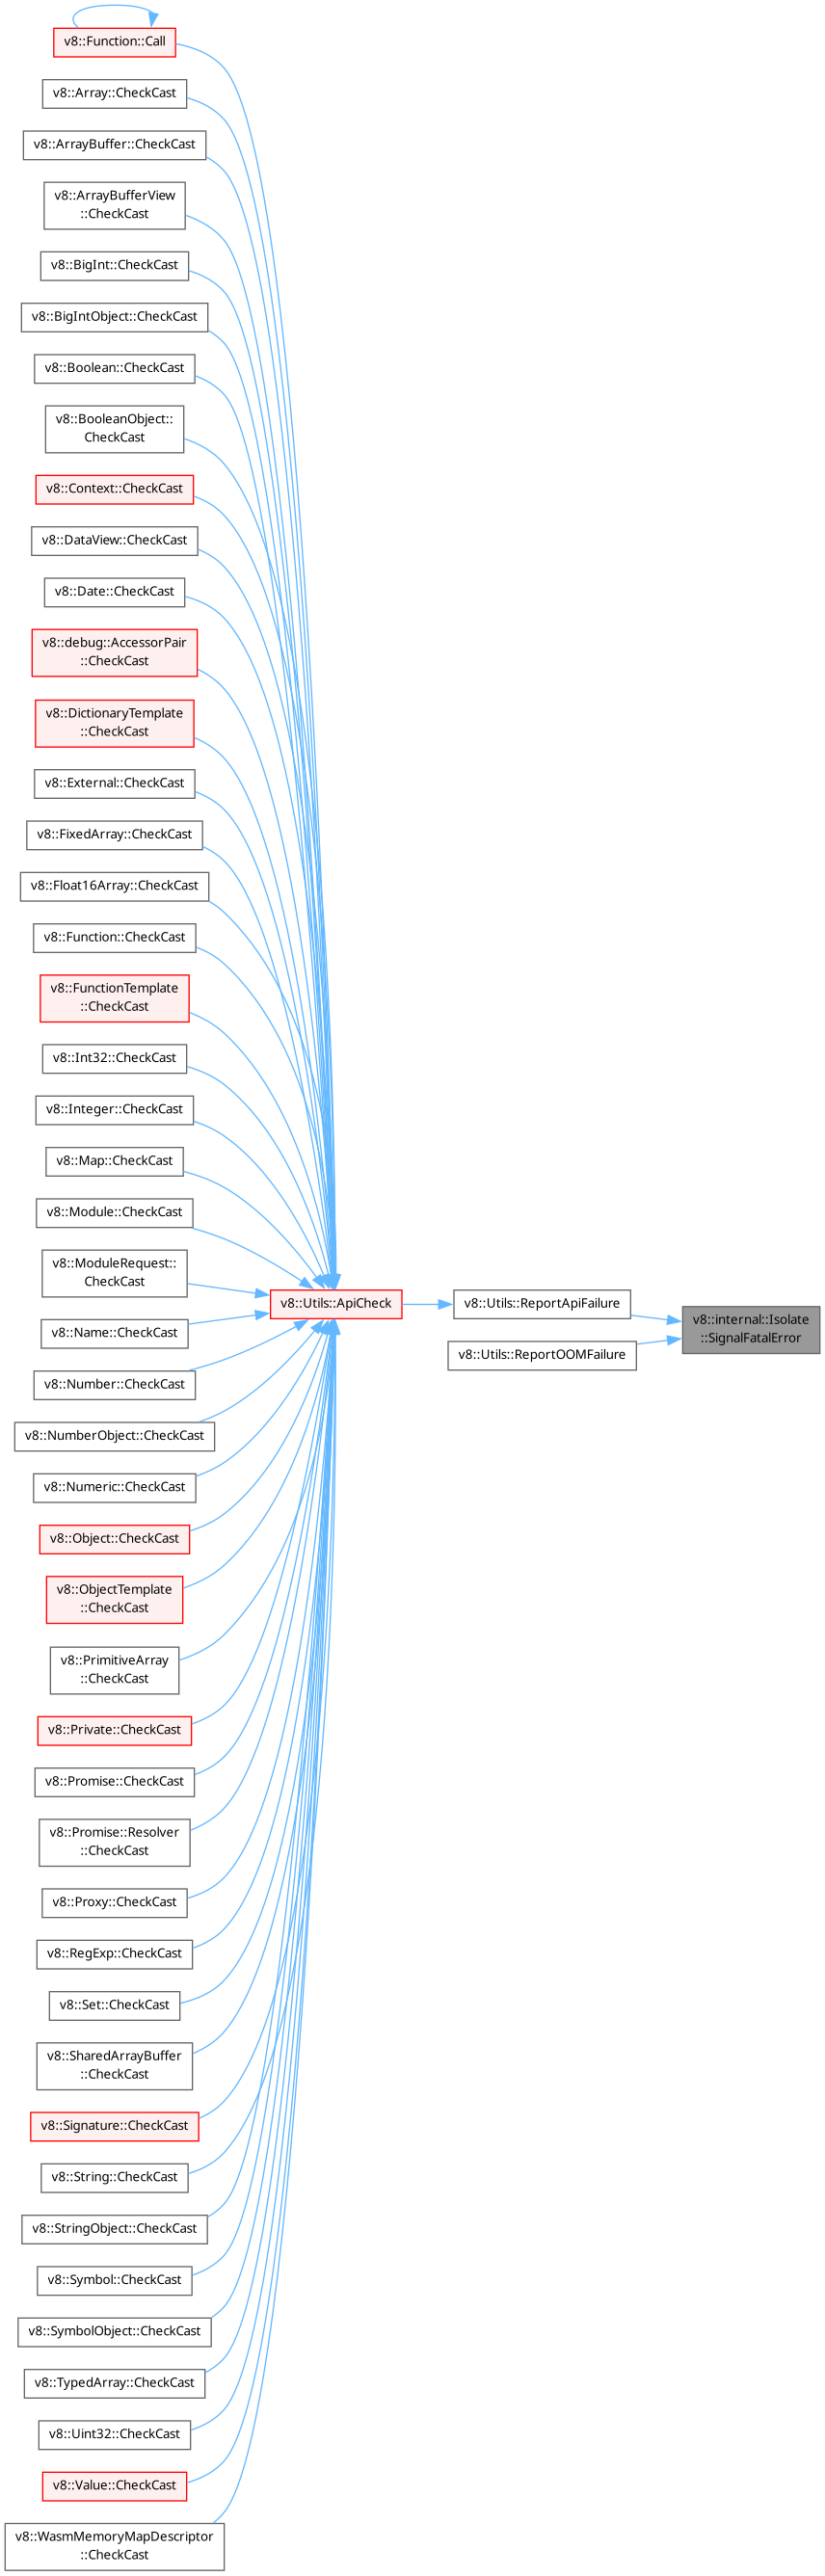 v8::Function::Call
v8::Array::CheckCast
v8::ArrayBuffer::CheckCast
v8::ArrayBufferView
::CheckCast
v8::BigInt::CheckCast
v8::BigIntObject::CheckCast
v8::Boolean::CheckCast
v8::BooleanObject::
CheckCast
v8::Context::CheckCast
v8::DataView::CheckCast
v8::Date::CheckCast
v8::debug::AccessorPair
::CheckCast
v8::DictionaryTemplate
::CheckCast
v8::External::CheckCast
v8::FixedArray::CheckCast
v8::Float16Array::CheckCast
v8::Function::CheckCast
v8::FunctionTemplate
::CheckCast
v8::Int32::CheckCast
v8::Integer::CheckCast
v8::Map::CheckCast
v8::Module::CheckCast
v8::ModuleRequest::
CheckCast
v8::Name::CheckCast
v8::Number::CheckCast
v8::NumberObject::CheckCast
v8::Numeric::CheckCast
v8::Object::CheckCast
v8::ObjectTemplate
::CheckCast
v8::PrimitiveArray
::CheckCast
v8::Private::CheckCast
v8::Promise::CheckCast
v8::Promise::Resolver
::CheckCast
v8::Proxy::CheckCast
v8::RegExp::CheckCast
v8::Set::CheckCast
v8::SharedArrayBuffer
::CheckCast
v8::Signature::CheckCast
v8::String::CheckCast
v8::StringObject::CheckCast
v8::Symbol::CheckCast
v8::SymbolObject::CheckCast
v8::TypedArray::CheckCast
v8::Uint32::CheckCast
v8::Value::CheckCast
v8::WasmMemoryMapDescriptor
::CheckCast
v8::Utils::ApiCheck
v8::Utils::ReportApiFailure
v8::Utils::ReportOOMFailure
v8::internal::Isolate
::SignalFatalError